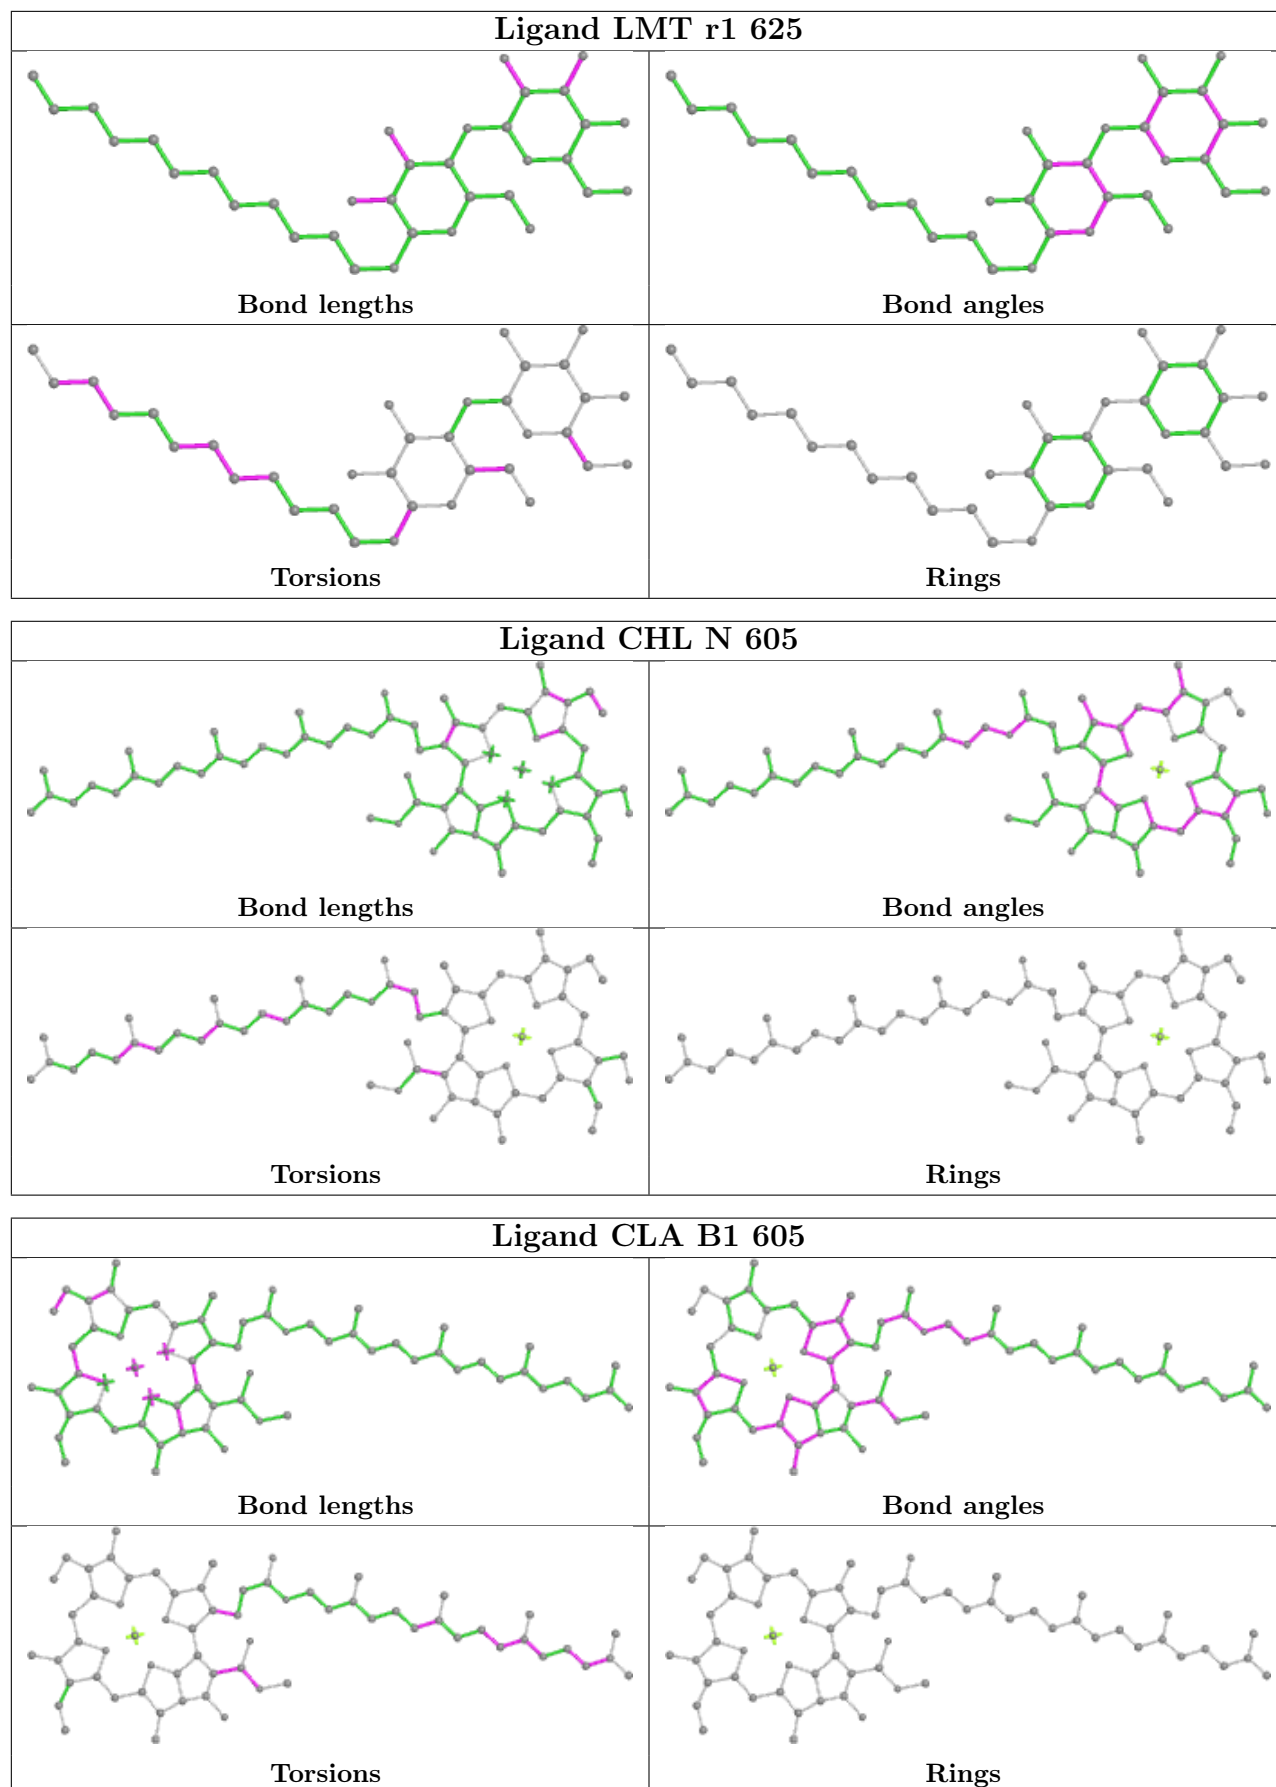 Ligand LMT r1 625
Bond lengths
Bond angles
Torsions
Rings
Ligand CHL N 605
Bond lengths
Bond angles
Torsions
Rings
Ligand CLA B1 605
Bond lengths
Bond angles
Torsions
Rings